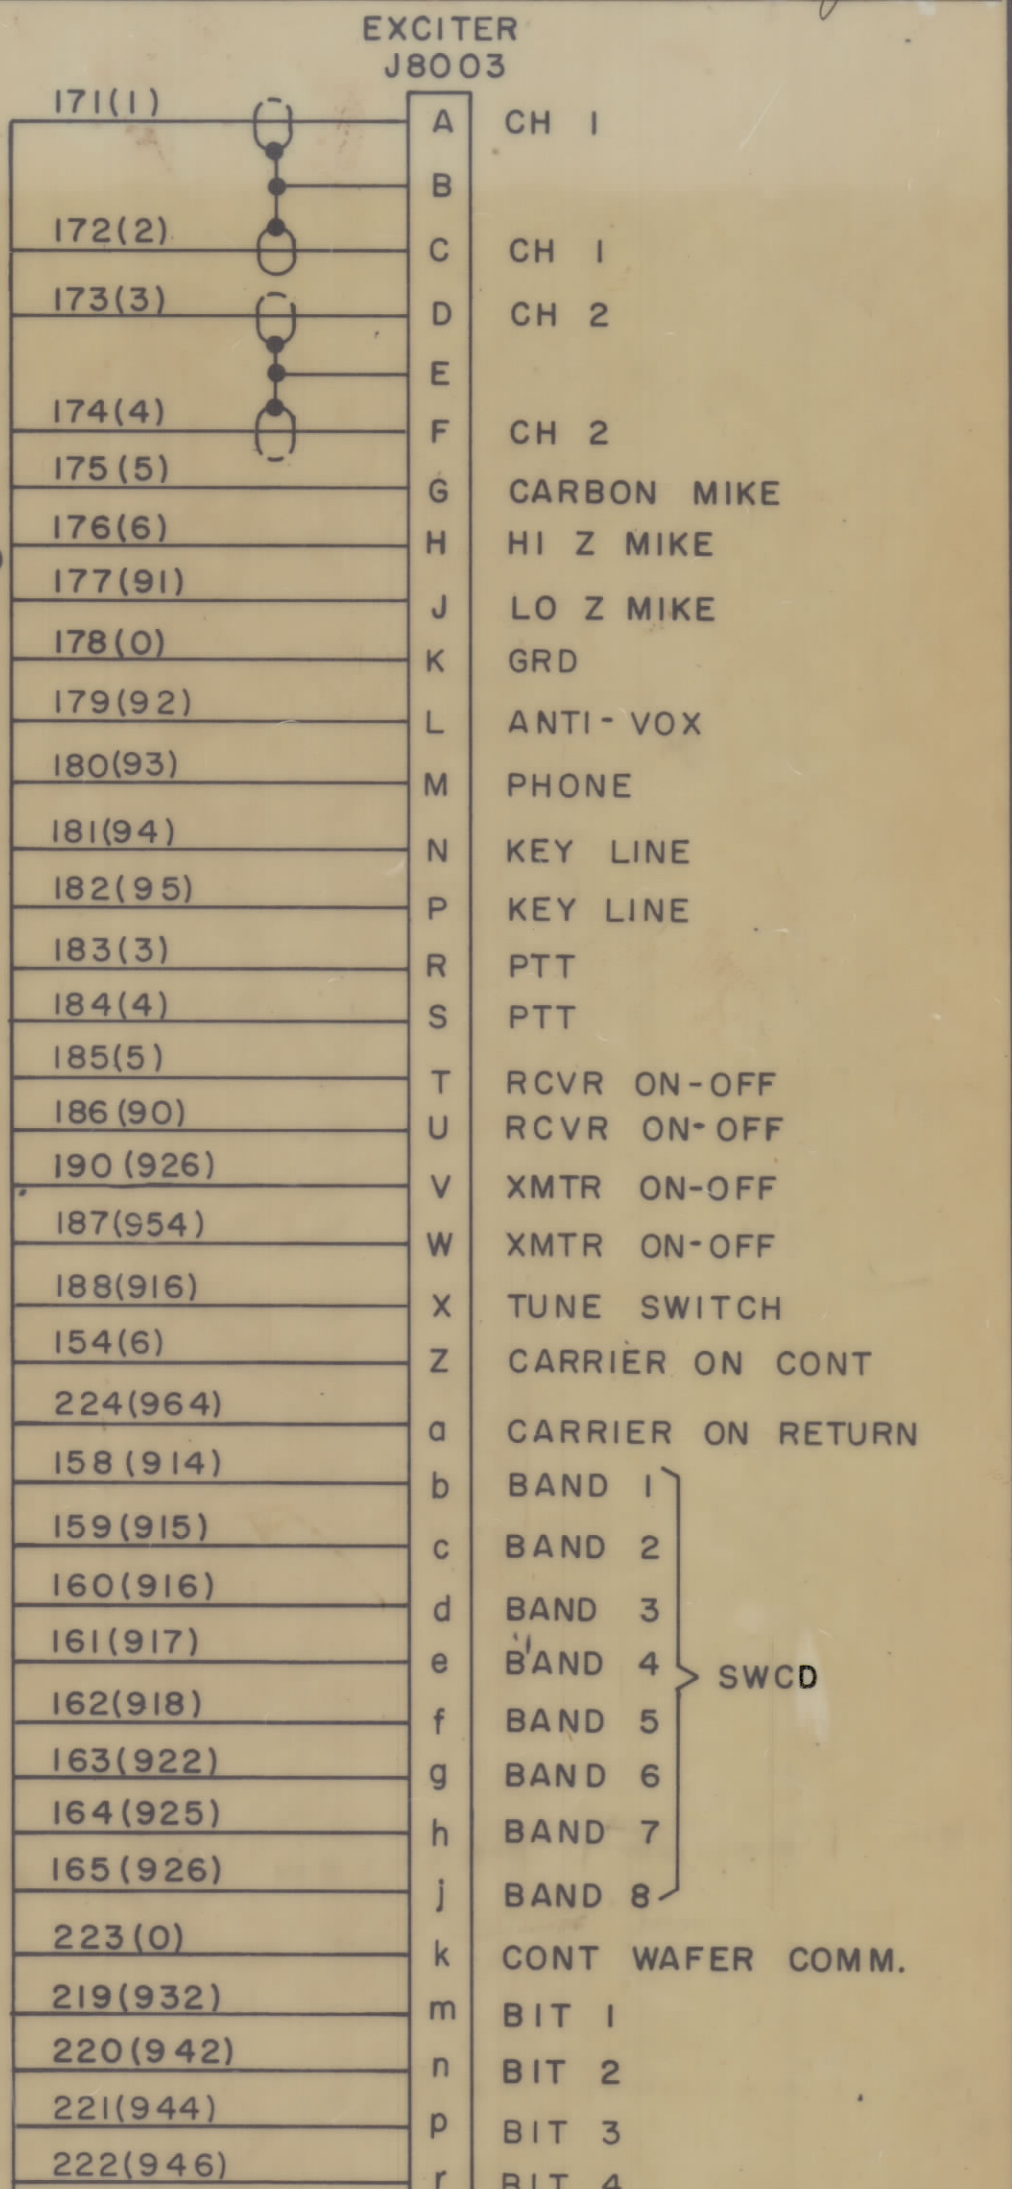 EXCITER
J8003
171(1) A CH 1
B
172(2) C CH 1
173(3) D CH 2
E
174(4) F CH 2
175(5) G CARBON MIKE
176(6) H HI Z MIKE
177(91) J LO Z MIKE
178(0) K GRD
179(92) L ANTI-VOX
180(93) M PHONE
181(94) N KEY LINE
182(95) P KEY LINE
183(3) R PTT
184(4) S PTT
185(5) T RCVR ON-OFF
186(90) U RCVR ON-OFF
190(926) V XMTR ON-OFF
187(954) W XMTR ON-OFF
188(916) X TUNE SWITCH
154(6) Z CARRIER ON CONT
224(964) a CARRIER ON RETURN
158(914) b BAND 1
159(915) c BAND 2
160(916) d BAND 3
161(917) e BAND 4
SWCD
162(918) f BAND 5
163(922) g BAND 6
164(925) h BAND 7
165(926) j BAND 8
223(0) k CONT WAFER COMM.
219(932) m BIT 1
220(942) n BIT 2
221(944) p BIT 3
222(946) r BIT 4